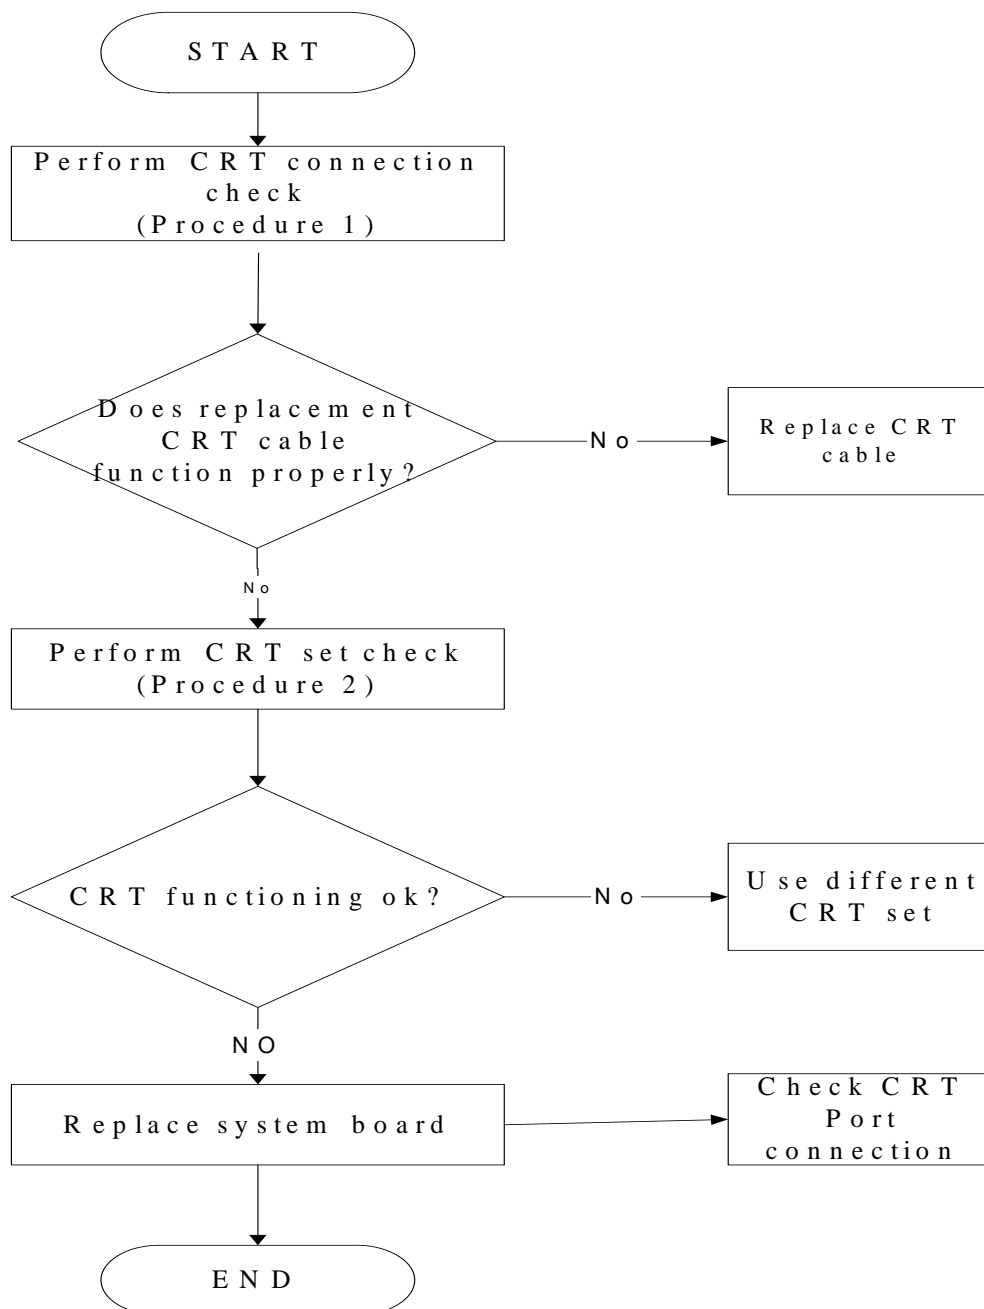 START
Perform CRT connection
check
(Procedure 1)
Does replacement
CRT cable
function properly?
No
Replace CRT
cable
No
Perform CRT set check
(Procedure 2)
CRT functioning ok?
No
Use different
CRT set
NO
Replace system board
Check CRT
Port
connection
END